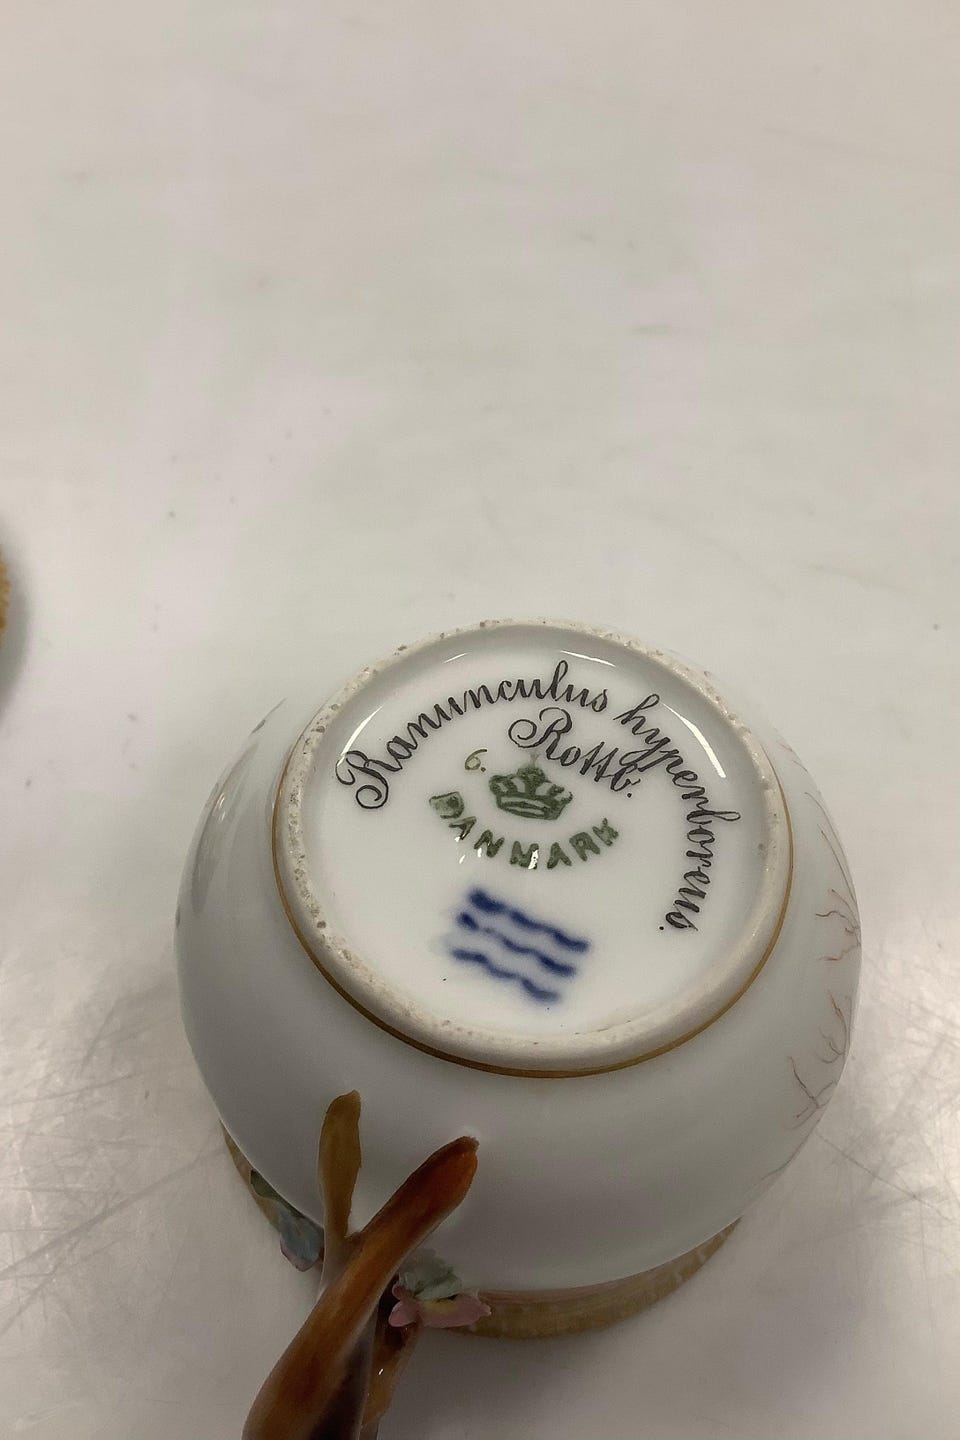 Ranunculus hyperboreus.
Rottb.
6.
DANMARK